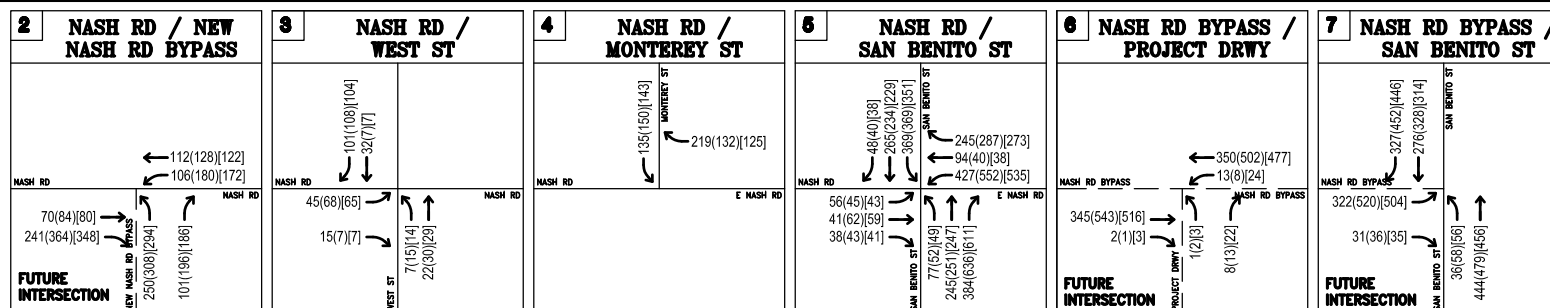 2
NASH RD / NEW
NASH RD BYPASS
112(128)[122]
106(180)[172]
NASH RD
NASH RD
70(84)[80]
241(364)[348]
NEW NASH RD BYPASS
250(308)[294]
101(196)[186]
FUTURE
INTERSECTION
3
NASH RD /
WEST ST
101(108)[104]
32(7)[7]
NASH RD
NASH RD
45(68)[65]
15(7)[7]
WEST ST
7(15)[14]
22(30)[29]
4
NASH RD /
MONTEREY ST
135(150)[143]
MONTEREY ST
219(132)[125]
NASH RD
E NASH RD
5
NASH RD /
SAN BENITO ST
48(40)[38]
265(234)[229]
369(369)[351]
SAN BENITO ST
245(287)[273]
94(40)[38]
427(552)[535]
NASH RD
E NASH RD
56(45)[43]
41(62)[59]
38(43)[41]
SAN BENITO ST
77(52)[49]
245(251)[247]
384(636)[611]
6
NASH RD BYPASS /
PROJECT DRWY
350(502)[477]
13(8)[24]
NASH RD BYPASS
NASH RD BYPASS
345(543)[516]
2(1)[3]
PROJECT DRWY
1(2)[3]
8(13)[22]
FUTURE
INTERSECTION
7
NASH RD BYPASS /
SAN BENITO ST
327(452)[446]
276(328)[314]
SAN BENITO ST
NASH RD BYPASS
322(520)[504]
31(36)[35]
SAN BENITO ST
36(58)[56]
444(479)[456]
FUTURE
INTERSECTION